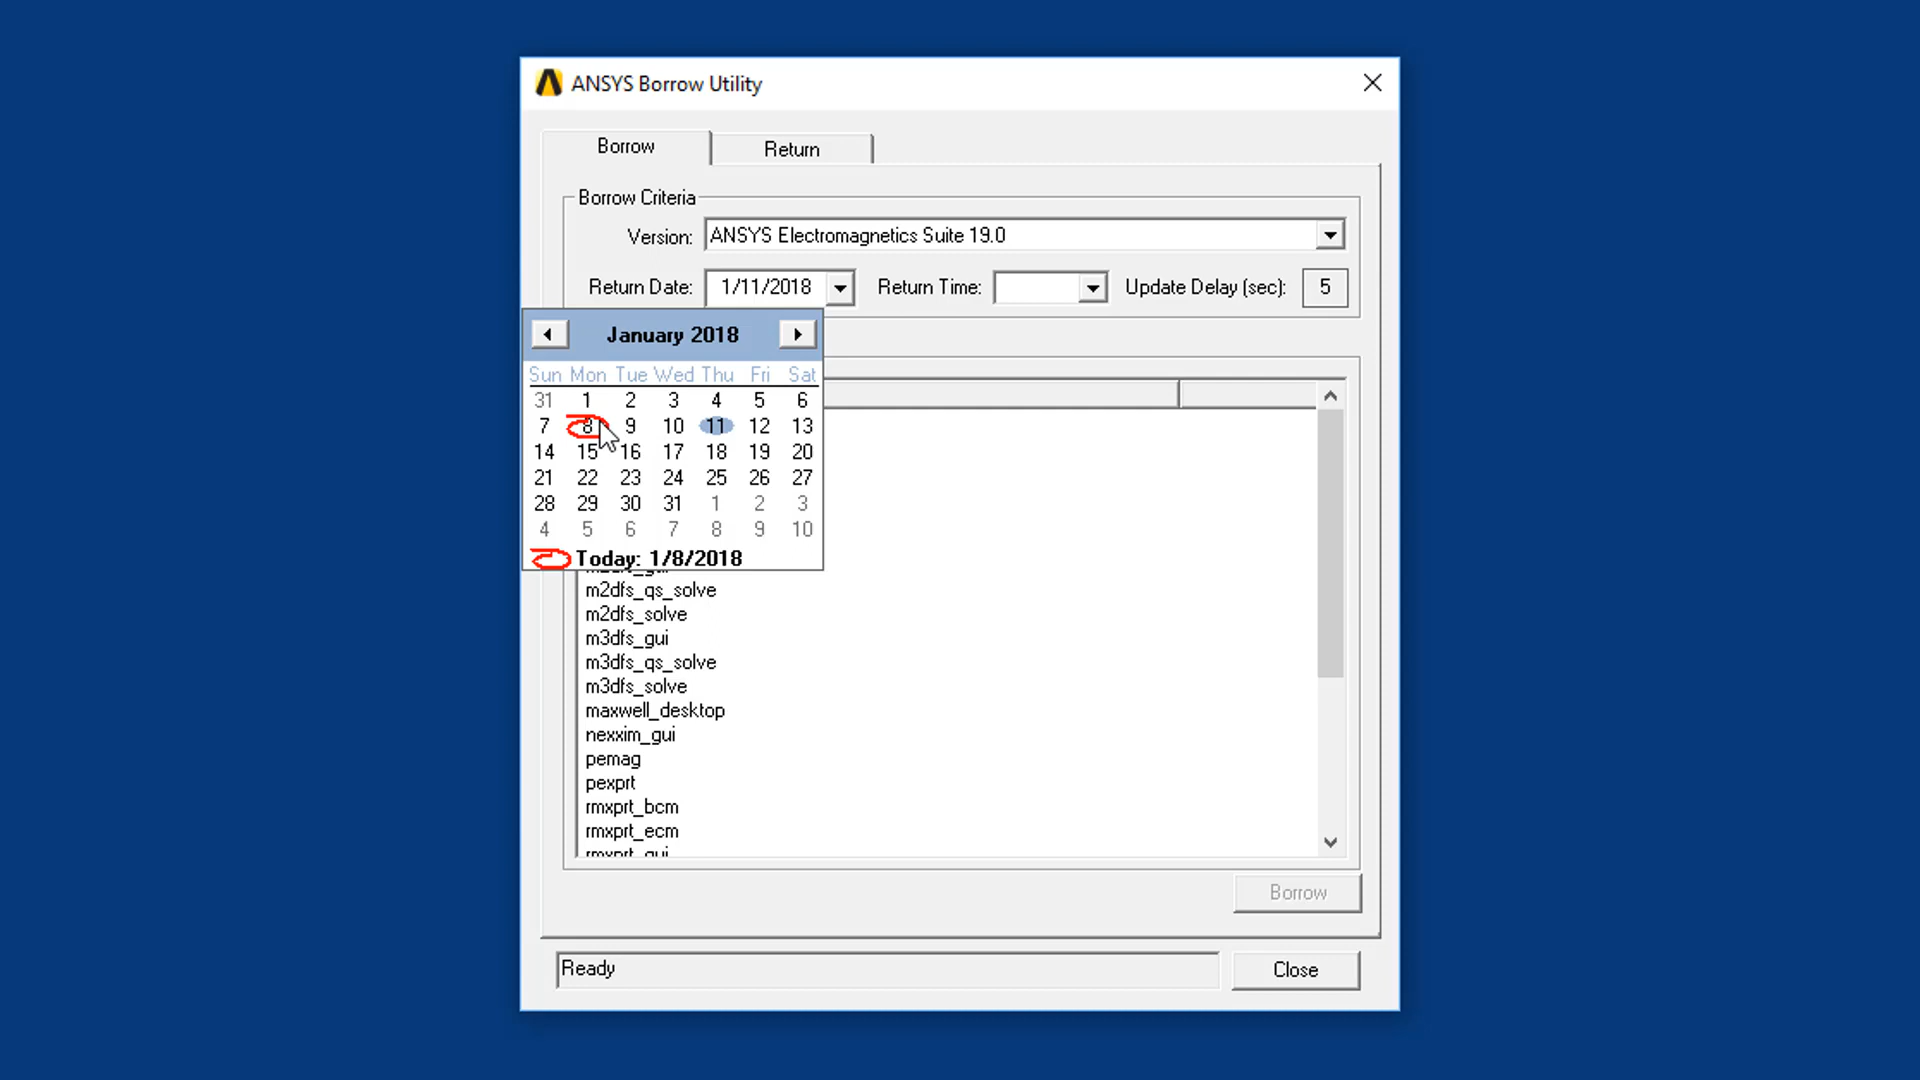 ANSYS Borrow Utility
Borrow
Return
Borrow Criteria
Version: ANSYS Electromagnetics Suite 19.0
Return Date: 1/11/2018 Return Time: Update Delay (sec): 5
January 2018
Sun Mon Tue Wed Thu Fri Sat
31 1 2 3 4 5 6
7 8 9 10 11 12 13
14 15 16 17 18 19 20
21 22 23 24 25 26 27
28 29 30 31 1 2 3
4 5 6 7 8 9 10
Today: 1/8/2018
m2dfs_qs_solve
m2dfs_solve
m3dfs_gui
m3dfs_qs_solve
m3dfs_solve
maxwell_desktop
nexxim_gui
pemag
pexprt
rmxprt_bcm
rmxprt_ecm
rmxprt_gui
Borrow
Ready
Close